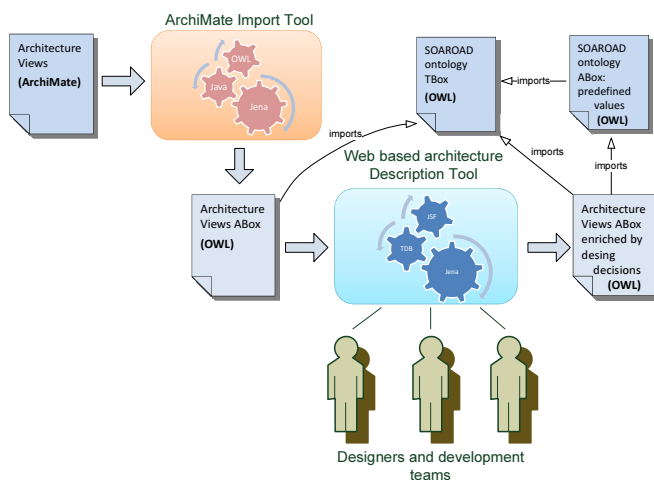 ArchiMate Import Tool
Architecture
Views
(ArchiMate)
OWL
Java
Jena
SOAROAD
ontology
TBox
(OWL)
imports
SOAROAD
ontology
ABox:
predefined
values
(OWL)
imports
imports
imports
Web based architecture
Description Tool
Architecture
Views ABox
(OWL)
JSF
TDB
Jena
Architecture
Views ABox
enriched by
desing
decisions
(OWL)
Designers and development
teams